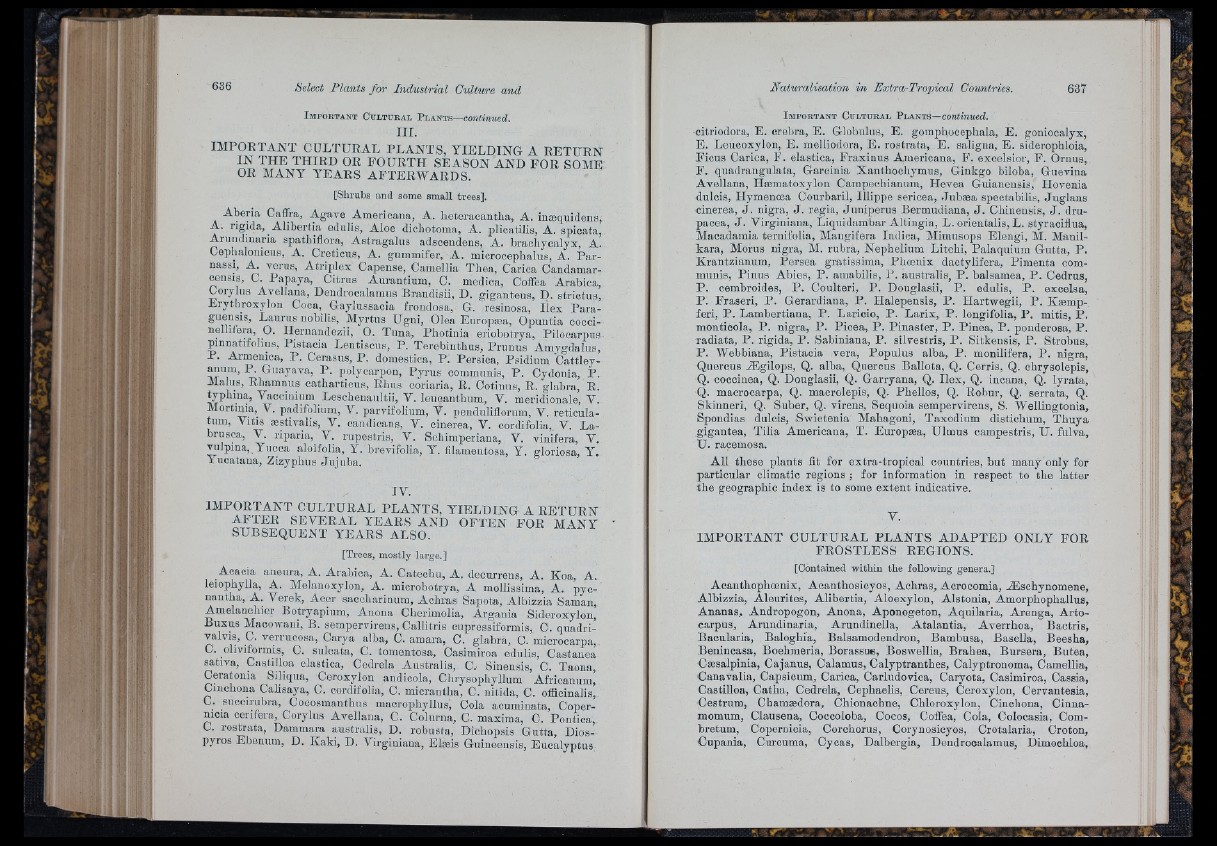 636 Select Plants for Industrial Culture and
IMPORTANT CULTURAL PLANTS—continued.
III.
IMPORTANT CULTURAL PLANTS, YIELDING A RETURN
IN THE THIRD OR FOURTH SEASON AND FOR SOME
OR MANY YEARS AFTERWARDS.
[Shrubs and some small trees].
Aberia Caffra, Agave Americana, A. heteracantha, A. inæquidens,
A. rigida, Alibertia edulis, Aloe dichotoma, A. plicatilis, A. spicata,
Arundinaria spathiflora, Astragalus adscendens, A. brachycalyx, A.
Cephalonicus, A. Creticus, A. gummifer, A. microcephalus, A. Par-
nassi, A. verus, Atriplex Capense, Camellia Thea, Carica Candamar-
censis, C. Papaya, Citrus Aurantium, C. medica, Coffea Arabica,
Corylus Avellana, Dendrocalamus Brandisii, D. giganteus, D. strictus,
Erythroxylon Coca, Gaylussacia frondosa, G. resinosa, Ilex Para-
guensis, Laurus nobilis, Myrtus Ugni, Olea Europæa, Opuntia cocci-
nellifera, O. Hernandezii, O. Tuna, Photinia eriobotrya, Pilocarpus
pinnatifolius, Pistacia Lentiscus, P. Terebinthus, Prunus Amygdalus,
P. Armenica, P. Cerasus, P. domestica, P. Persica, Psidium Cattley-
anum, P. Guayava, P. polycarpon, Pyrus communis, P. Cydonia, P.
Malus, Rhamnus catharticus, Rhus coriaria, R. Cotinus, R. glabra, R.
typhina, Vaccinium Leschenaultii, V. leucanthum, V. meridionale, V.
Mortinia, V. padifolium, V. parvifolium, V. penduliflorum, V. reticula-
tum, Vitis æstivalis, V. candicans, V. cinerea, V. cordifolia, V. La-
brusca, V. riparia, V. rupestris, V. Schimperiana, V. vinifera, V.
vulpina, Yucca aloifolia, Y. brevifolia, Y. filamentosa, Y. gloriosa, Y.
Yucatana, Zizyphus Jujuba.
IV.
IMPORTANT CULTURAL PLANTS, YIELDING A RETURN
AFTER SEVERAL YEARS AND OFTEN FOR MANY
SUBSEQUENT YEARS ALSO.
[Trees, mostly large.]
Acacia aneura, A. Arabica, A. Catechu, A. decurrens, A. Koa, A.
leiophylla, A. Melanoxylon, A. microbotrya, A mollissima, A. pyc-
nantha, A. Verek, Acer saccharinum, Achras Sapota, Albizzia Saman,
Amelanchier Botryapium, Anona Cherimolia, Argania Sideroxylon,
Buxus Macowani, B. sempervirens, Callitris cupressiformis, C. quadri-
valvis, C. verrucosa, Carya alba, C. amara, C. glabra, C. microcarpa,
C. oliviformis, C. sulcata, C. tomentosa, Casimiroa edulis, Castanea
sativa, Castilloa elastica, Cedrela Australis, C. Sinensis, C. Taona,
Ceratonia Siliqua, Ceroxylon andicola, Chrysophyllum Africanum,
Cinchona Calisaya, C. cordifolia, C. micrantha, C. nitida, C. officinalis,
C. succirubra, Cocosmanthus macrophyllus, Cola acuminata, Coper-
nicia cerifera, Corylus Avellana, C. Colurna, C. maxima, C. Pontica,
C. rostrata, Dammara australis, D. robusta, Dichopsis Gutta, Dios-
pyros Ebenum, D. Kaki, D. Virginiana, Elæis Guineensis, Eucalyptus
Naturalisation in Extra-Tropical Countries. 637
IMPORTANT CULTURAL PLANTS—continued.
citriodora, E. crebra, E. Globulus, E. gomphocephala, E. goniocalyx,
E. Leucoxylon, E. melliodora, E. rostrata, E. saligna, E. siderophloia,
Ficus Carica, F. elastica, Fraxinus Americana, F. excelsior, F. Ornus,
F. quadrangulata, Garcinia Xanthochymus, Ginkgo biloba, Guevina
Avellana, Hæmatoxylon Campechianum, Hevea Guianensis, Hovenia
dulcis, Hymenœa Courbaril, Illippe sericea, Jubæa spectabilis, Juglans
cinerea, J. nigra, J. regia, Juniperus Bermudiana, J. Chinensis, J. dru-
pacea, J. Virginiana, Liquidambar Altingia, L. orientalis, L. styraciflua,
Macadamia ternifolia, Mangifera Indica, Mimusops Elengi, M. Manil-
kara, Morus nigra, M. rubra, Nephelium Litchi, Palaquium Gutta, P.
Krantzianum, Persea gratissima, Phœnix dactylifera, Pimenta com-
munis, Pinus Abies, P. amabilis, P. australis, P. balsamea, P. Cedrus,
P. cembroides, P. Coulteri, P. Douglasii, P. edulis, P. excelsa,
P. Fraseri, P. Gerardiana, P. Halepensis, P. Hartwegii, P. Kæmp-
feri, P. Lambertiana, P. Laricio, P. Larix, P. longifolia, P. mitis, P.
monticola, P. nigra, P. Picea, P. Pinaster, P. Pinea, P. ponderosa, P.
radiata, P. rigida, P. Sabiniana, P. silvestris, P. Sitkensis, P. Strobus,
P. Webbiana, Pistacia vera, Populus alba, P. monilifera, P. nigra,
Quercus Ægilops, Q. alba, Quercus Ballota, Q. Cerris, Q. chrysolepis,
Q. coccinea, Q. Douglasii, Q. Garryana, Q. Ilex, Q. incana, Q. lyrata,
Q. macrocarpa, Q. macrolepis, Q. Phellos, Q. Robur, Q. serrata, Q.
Skinneri, Q. Suber, Q. virens, Sequoia sempervirens, S. Wellingtonia,
Spondias dulcis, Swietenia Mahagoni, Taxodium distichum, Thuya
gigantea, Tilia Americana, T. Europæa, Ulmus campestris, U. fulva,
U. racemosa.
All these plants fit for extra-tropical countries, but many only for
particular climatic regions ; for information in respect to the latter
the geographic index is to some extent indicative.
V.
IMPORTANT CULTURAL PLANTS ADAPTED ONLY FOR
FROSTLESS REGIONS.
[Contained within the following genera.]
Acanthophœnix, Acanthosicyos, Achras, Acrocomia, Æschynomene,
Albizzia, Aleurites, Alibertia, Aloexylon, Alstonia, Amorphophallus,
Ananas, Andropogon, Anona, Aponogeton, Aquilaria, Arenga, Arto-
carpus, Arundinaria, Arundinella, Atalantia, Averrhoa, Bactris,
Bacularia, Baloghia, Balsamodendron, Bambusa, Basella, Beesha,
Benincasa, Boehmeria, Borassus, Boswellia, Brahea, Bursera, Butea,
Cæsalpinia, Cajanus, Calamus, Calyptranthes, Calyptronoma, Camellia,
Canavalia, Capsicum, Carica, Carludovica, Caryota, Casimiroa, Cassia,
Castilloa, Catha, Cedrela, Cephaelis, Cereus, Ceroxylon, Cervantesia,
Cestrum, Chamædora, Chionachne, Chloroxylon, Cinchona, Cinna-
momum, Clausena, Coccoloba, Cocos, Coffea, Cola, Colocasia, Com-
bretum, Copernicia, Corchorus, Corynosicyos, Crotalaria, Croton,
Cupania, Curcuma, Cycas, Dalbergia, Dendrocalamus, Dimochloa,